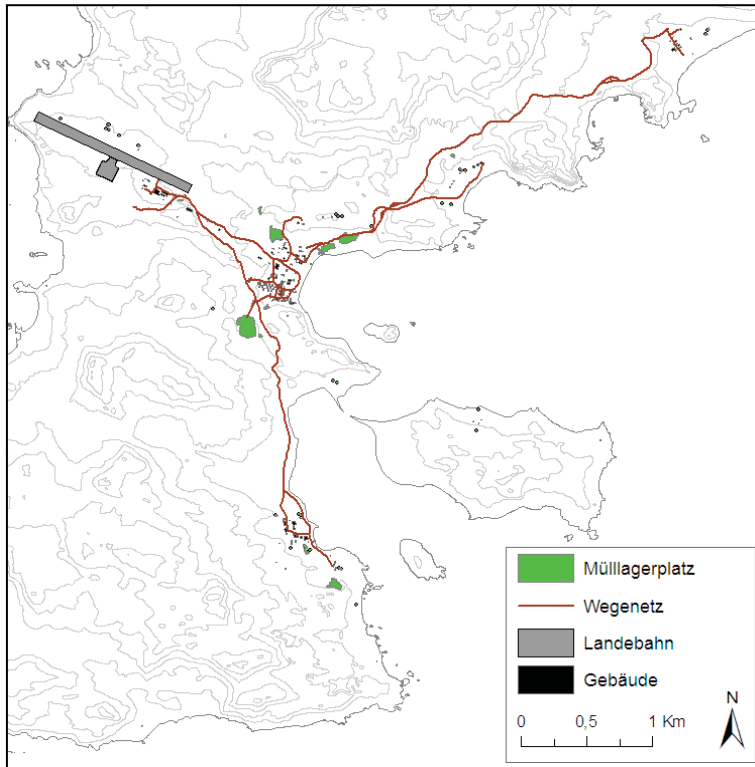 Mülllagerplatz
Wegenetz
Landebahn
Gebäude
N
0 0,5 1 Km